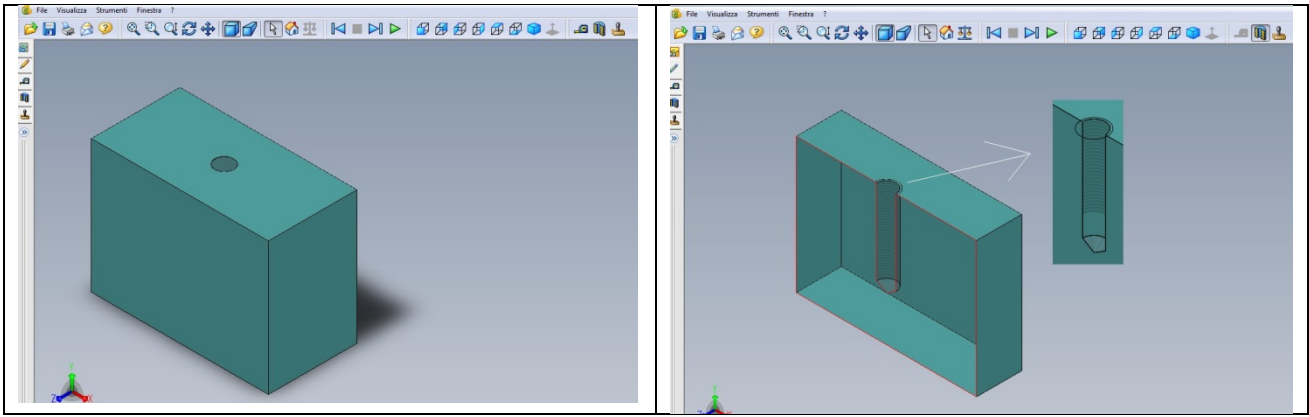 File Visualizza Strumenti Finestra ?
Y
Z X
File Visualizza Strumenti Finestra ?